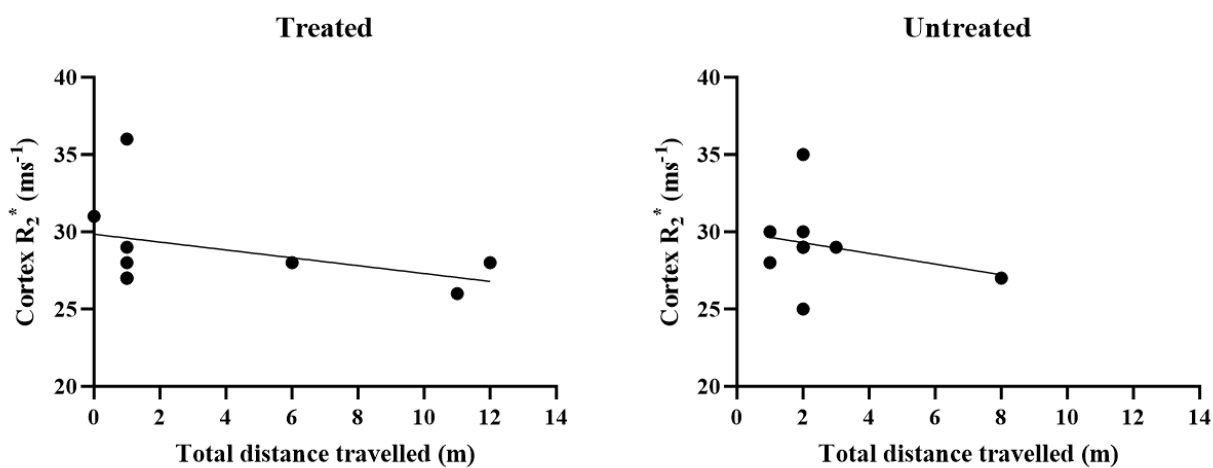 Treated
40
35
30
25
20
Cortex R₂* (ms⁻¹)
0 2 4 6 8 10 12 14
Total distance travelled (m)
Untreated
40
35
30
25
20
Cortex R₂* (ms⁻¹)
0 2 4 6 8 10 12 14
Total distance travelled (m)